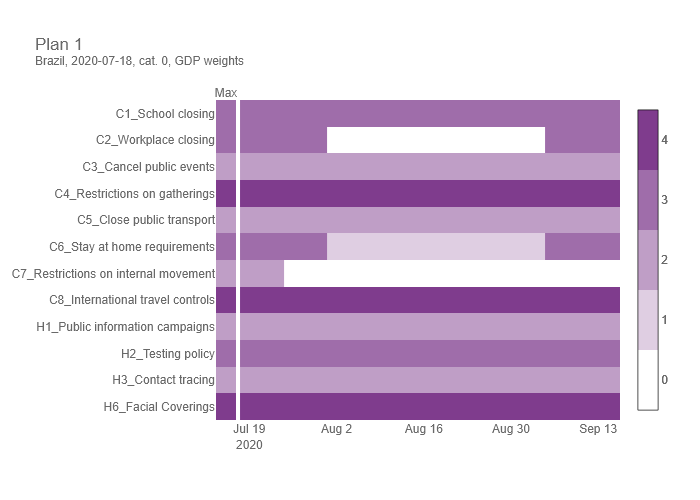 Plan 1
Brazil, 2020-07-18, cat. 0, GDP weights
Max
C1_School closing
C2_Workplace closing
C3_Cancel public events
C4_Restrictions on gatherings
C5_Close public transport
C6_Stay at home requirements
C7_Restrictions on internal movement
C8_International travel controls
H1_Public information campaigns
H2_Testing policy
H3_Contact tracing
H6_Facial Coverings
Jul 19 Aug 2 Aug 16 Aug 30 Sep 13
2020
4
3
2
1
0